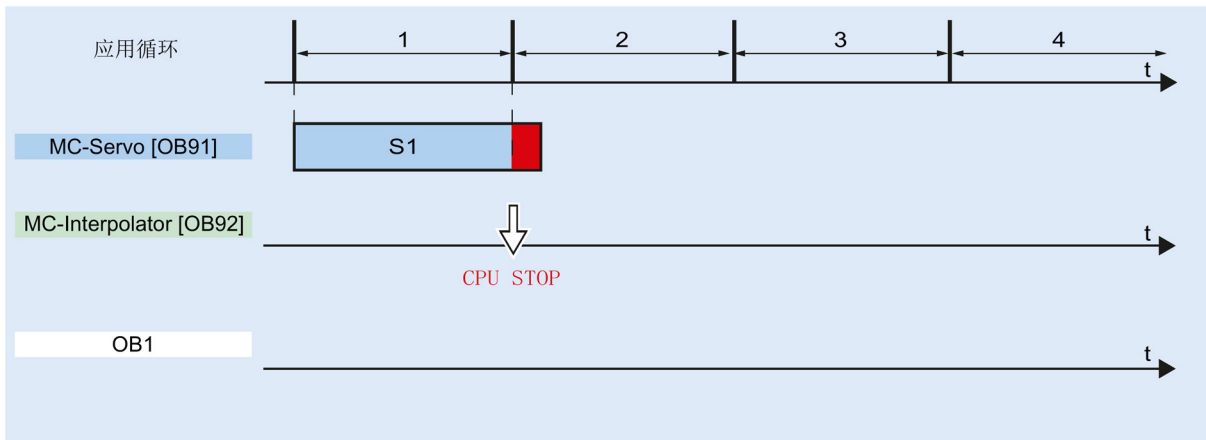 应用循环
1
2
3
4
t
MC-Servo [OB91]
S1
MC-Interpolator [OB92]
t
CPU STOP
OB1
t